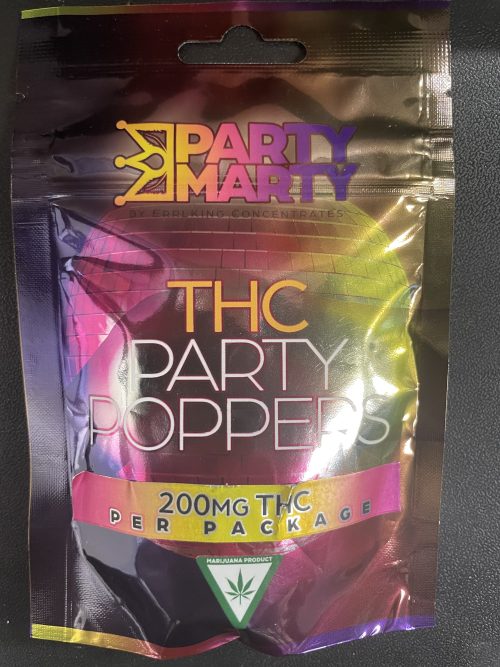 PARTY
MARTY
BY ERRLKING CONCENTRATES
THC
PARTY
POPPERS
200MG THC
PER PACKAGE
MARIJUANA PRODUCT